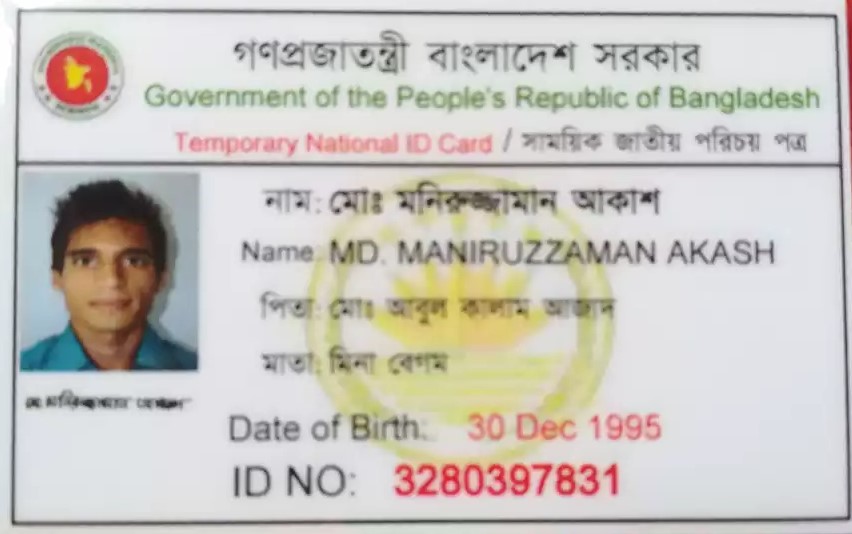 গণপ্রজাতন্ত্রী বাংলাদেশ সরকার
Government of the People's Republic of Bangladesh
Temporary National ID Card / সাময়িক জাতীয় পরিচয় পত্র
নাম: মোঃ মনিরুজ্জামান আকাশ
Name: MD. MANIRUZZAMAN AKASH
পিতা: মোঃ আবুল কালাম আজাদ
মাতা: মিনা বেগম
Date of Birth: 30 Dec 1995
ID NO: 3280397831